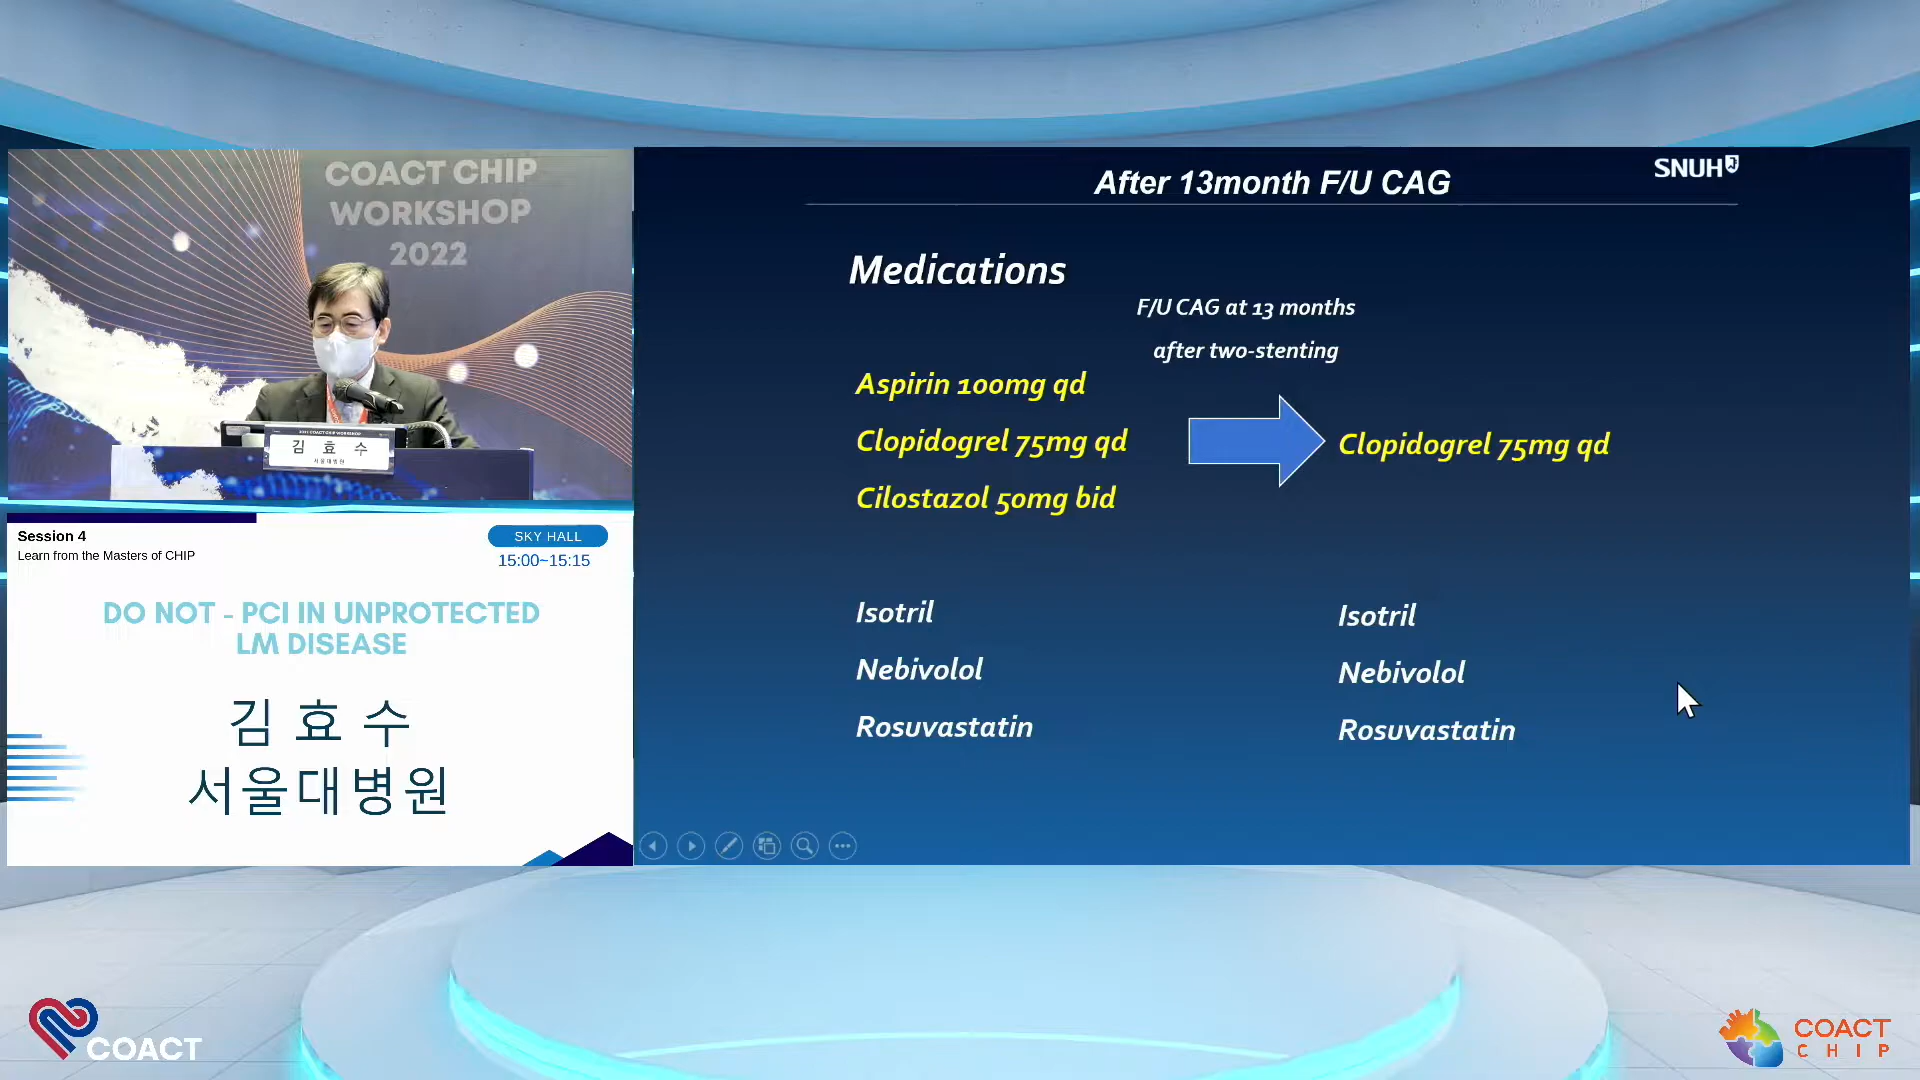 COACT CHIP
WORKSHOP
2022
김 효 수
Session 4
Learn from the Masters of CHIP
SKY HALL
15:00~15:15
DO NOT - PCI IN UNPROTECTED
LM DISEASE
김 효 수
서울대병원
After 13month F/U CAG
SNUH
Medications
F/U CAG at 13 months
after two-stenting
Aspirin 100mg qd
Clopidogrel 75mg qd
Cilostazol 50mg bid
Clopidogrel 75mg qd
Isotril
Nebivolol
Rosuvastatin
Isotril
Nebivolol
Rosuvastatin
COACT
COACT
CHIP